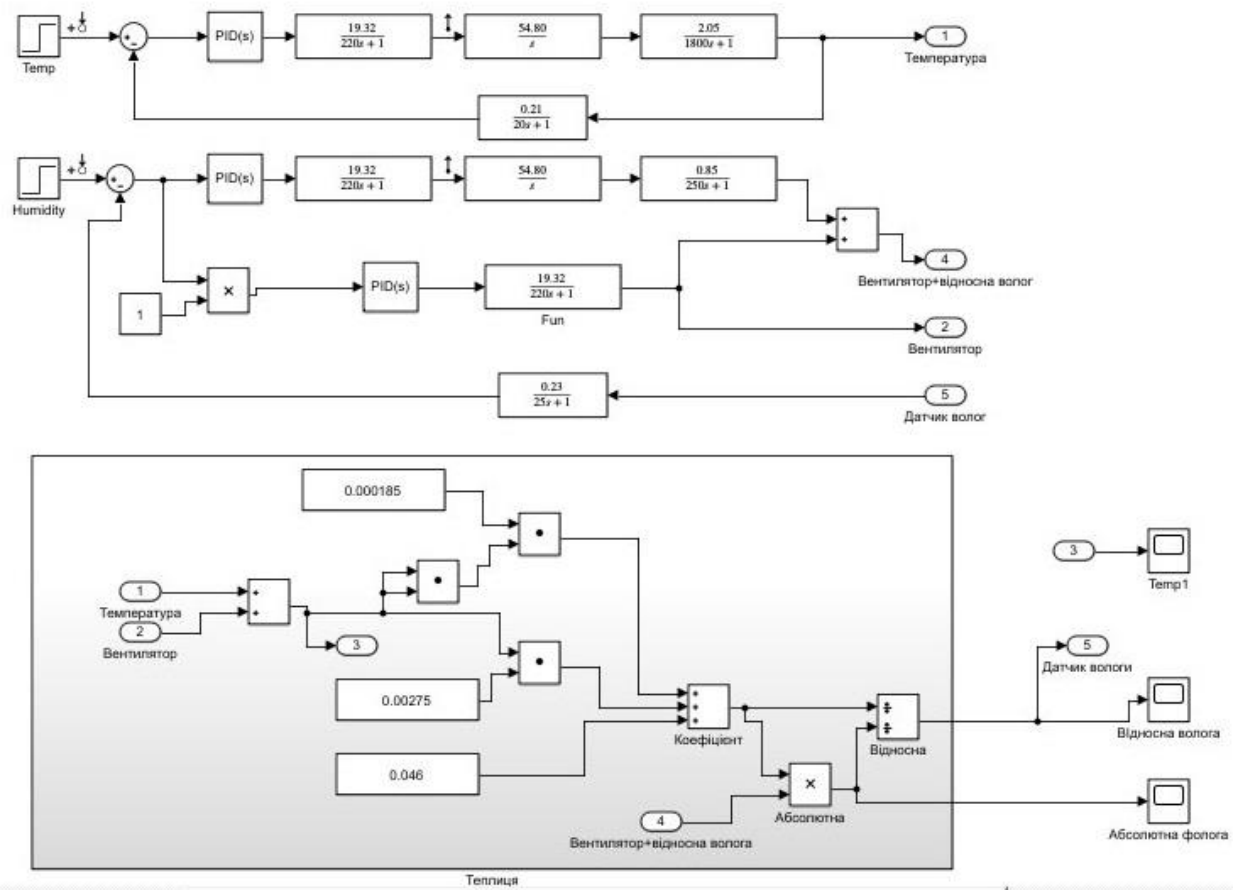 Temp
PID(s)
19.32
220s + 1
54.80
s
2.05
1800s + 1
1
Температура
0.21
20s + 1
Humidity
PID(s)
19.32
220s + 1
54.80
s
0.85
250s + 1
4
Вентилятор+відносна волог
1
×
PID(s)
19.32
220s + 1
Fun
2
Вентилятор
0.23
25s + 1
5
Датчик волог
0.000185
1
Температура
2
Вентилятор
3
0.00275
0.046
Коефіцієнт
÷
÷
Відносна
×
Абсолютна
4
Вентилятор+відносна волога
Теплиця
3
Temp1
5
Датчик вологи
Відносна волога
Абсолютна фолога